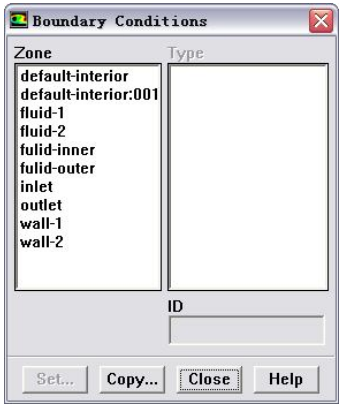 Boundary Conditions
Zone
Type
default-interior
default-interior:001
fluid-1
fluid-2
fulid-inner
fulid-outer
inlet
outlet
wall-1
wall-2
ID
Set...
Copy...
Close
Help